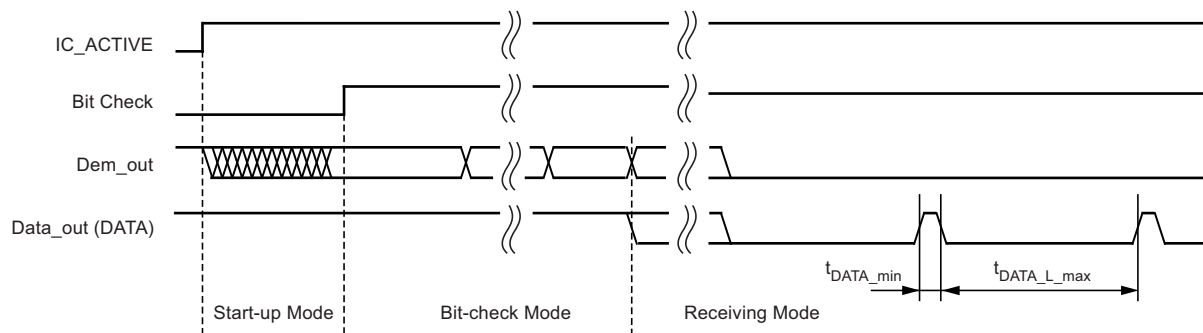 IC_ACTIVE
Bit Check
Dem_out
Data_out (DATA)
tDATA_min
tDATA_L_max
Start-up Mode
Bit-check Mode
Receiving Mode